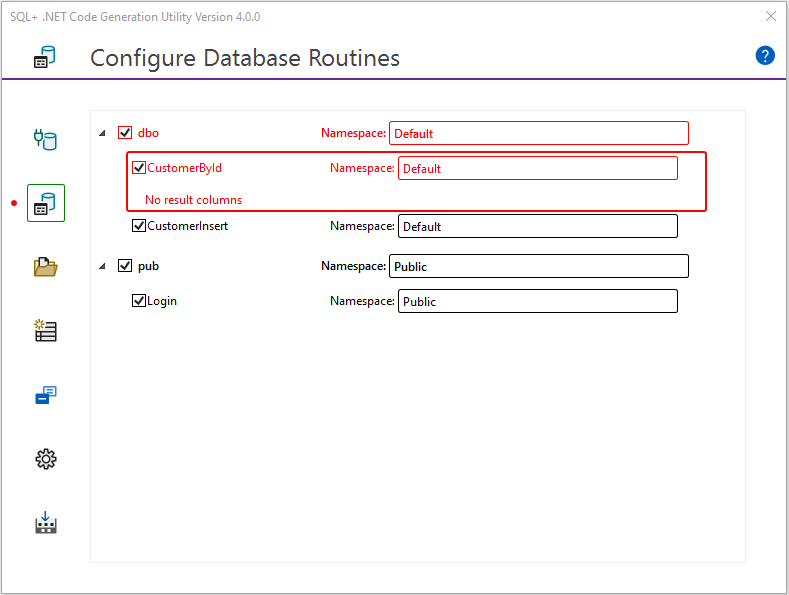 SQL+ .NET Code Generation Utility Version 4.0.0
Configure Database Routines
?
dbo Namespace: Default
CustomerById Namespace: Default
No result columns
CustomerInsert Namespace: Default
pub Namespace: Public
Login Namespace: Public